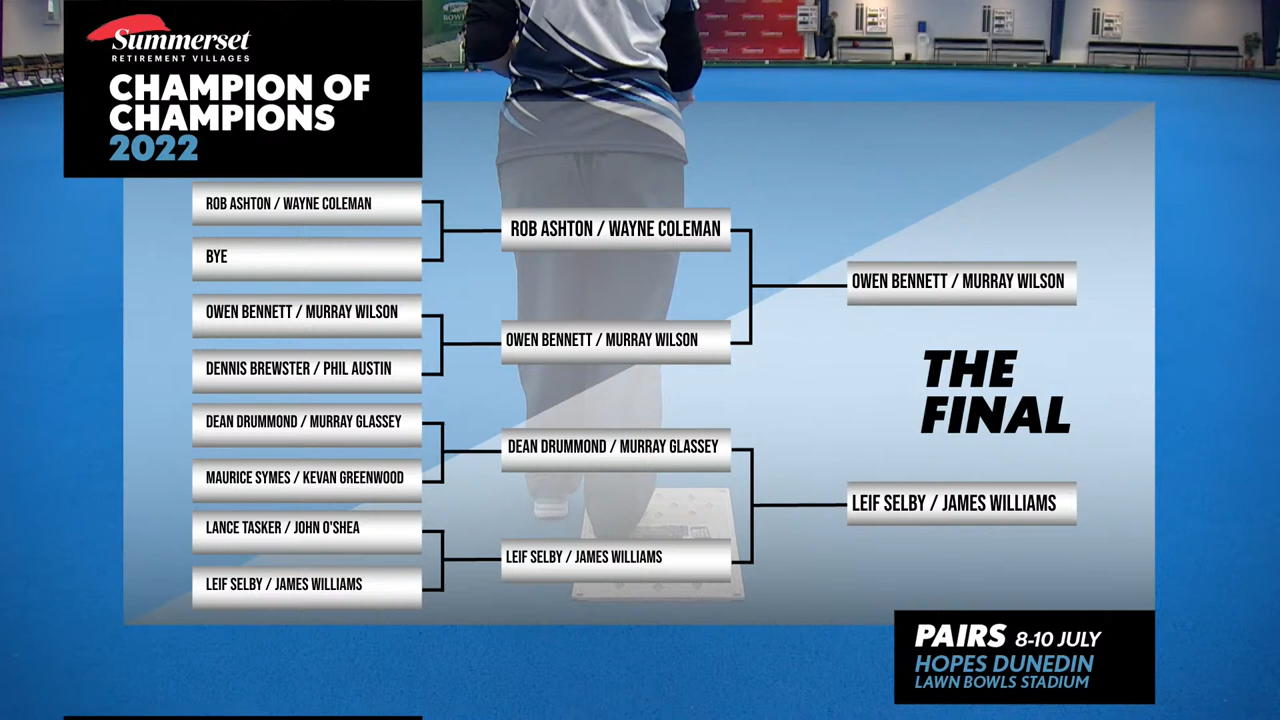 Summerset
RETIREMENT VILLAGES
CHAMPION OF
CHAMPIONS
2022
ROB ASHTON / WAYNE COLEMAN
BYE
OWEN BENNETT / MURRAY WILSON
DENNIS BREWSTER / PHIL AUSTIN
DEAN DRUMMOND / MURRAY GLASSEY
MAURICE SYMES / KEVAN GREENWOOD
LANCE TASKER / JOHN O'SHEA
LEIF SELBY / JAMES WILLIAMS
ROB ASHTON / WAYNE COLEMAN
OWEN BENNETT / MURRAY WILSON
DEAN DRUMMOND / MURRAY GLASSEY
LEIF SELBY / JAMES WILLIAMS
OWEN BENNETT / MURRAY WILSON
THE
FINAL
LEIF SELBY / JAMES WILLIAMS
PAIRS 8-10 JULY
HOPES DUNEDIN
LAWN BOWLS STADIUM